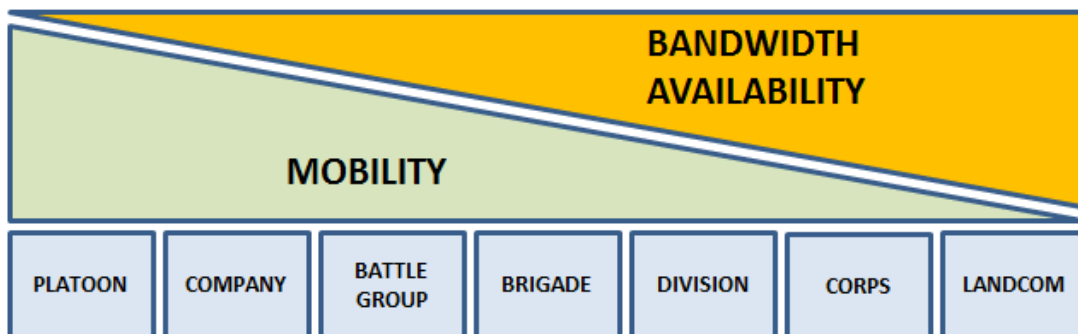 BANDWIDTH
AVAILABILITY
MOBILITY
PLATOON
COMPANY
BATTLE
GROUP
BRIGADE
DIVISION
CORPS
LANDCOM